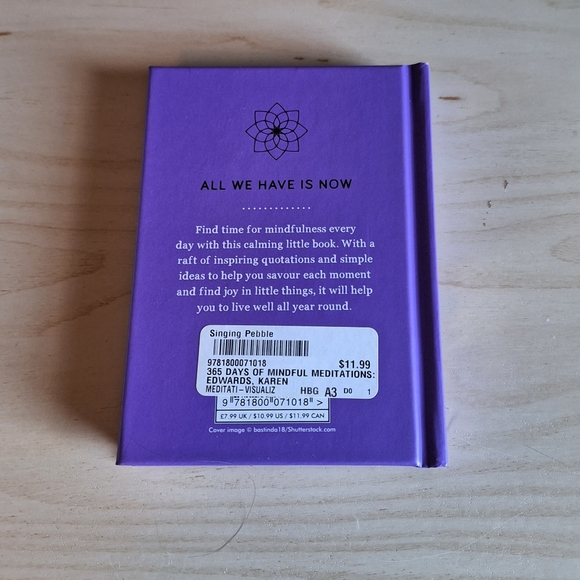 ALL WE HAVE IS NOW
Find time for mindfulness every
day with this calming little book. With a
raft of inspiring quotations and simple
ideas to help you savour each moment
and find joy in little things, it will help
you to live well all year round.
Singing Pebble
9781800071018 $11.99
365 DAYS OF MINDFUL MEDITATIONS:
EDWARDS, KAREN
MEDITATI-VISUALIZ HBG A3 D0 1
9 781800 071018 >
£7.99 UK / $10.99 US / $11.99 CAN
Cover image © bastinda18/Shutterstock.com